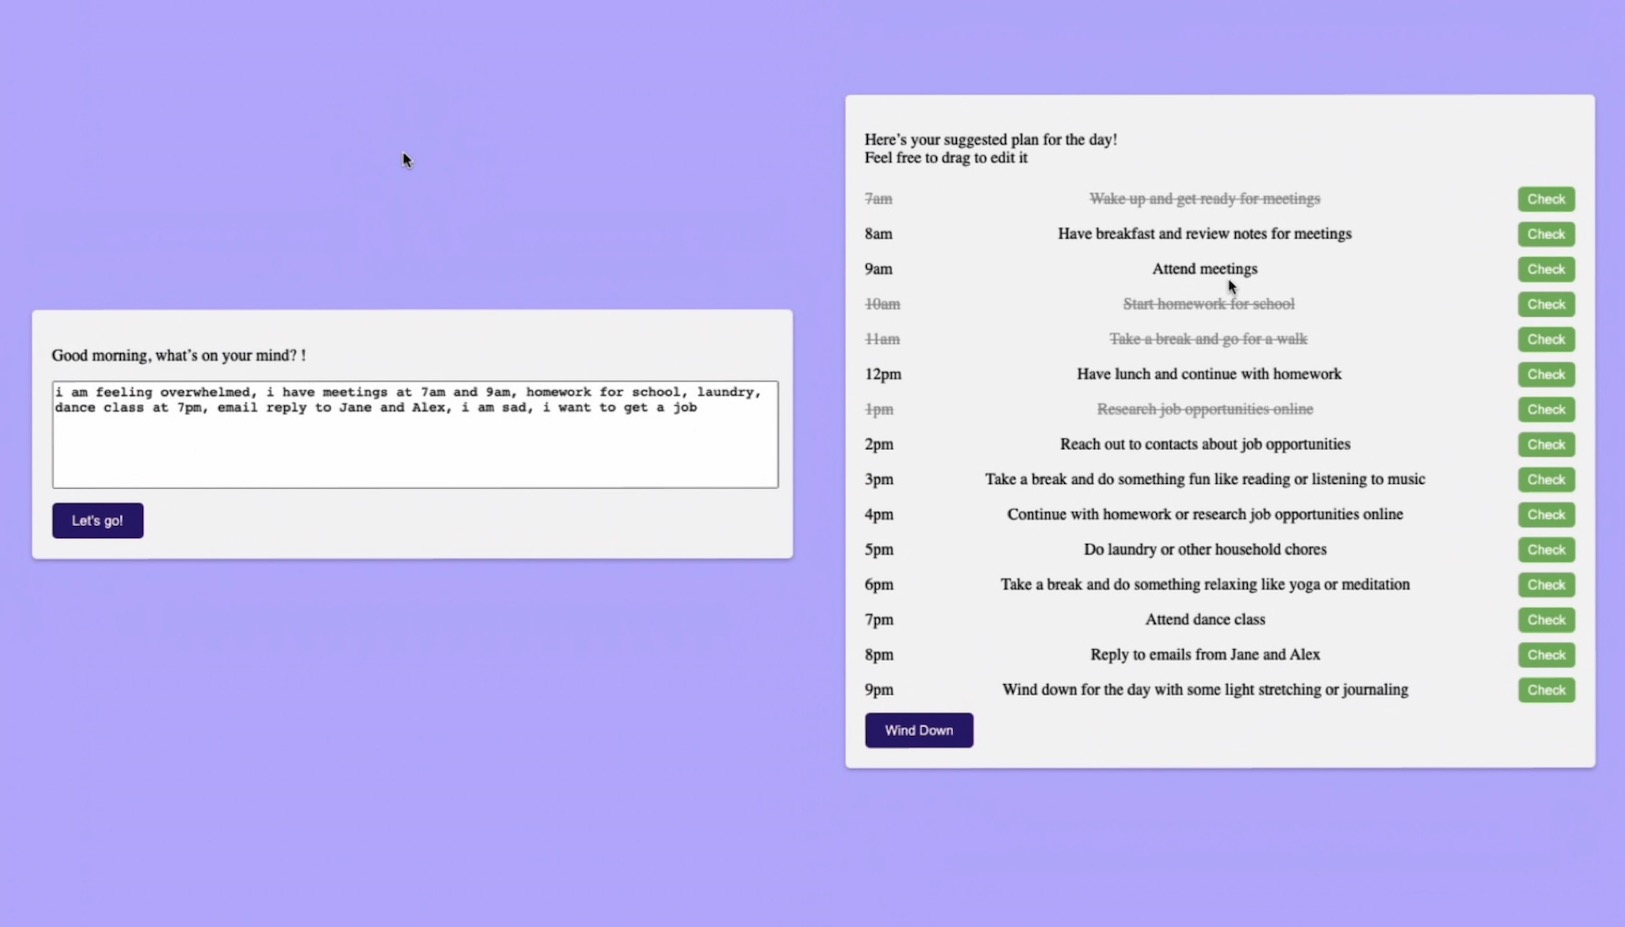 Good morning, what's on your mind? !
i am feeling overwhelmed, i have meetings at 7am and 9am, homework for school, laundry,
dance class at 7pm, email reply to Jane and Alex, i am sad, i want to get a job
Let's go!
Here's your suggested plan for the day!
Feel free to drag to edit it
7am Wake up and get ready for meetings Check
8am Have breakfast and review notes for meetings Check
9am Attend meetings Check
10am Start homework for school Check
11am Take a break and go for a walk Check
12pm Have lunch and continue with homework Check
1pm Research job opportunities online Check
2pm Reach out to contacts about job opportunities Check
3pm Take a break and do something fun like reading or listening to music Check
4pm Continue with homework or research job opportunities online Check
5pm Do laundry or other household chores Check
6pm Take a break and do something relaxing like yoga or meditation Check
7pm Attend dance class Check
8pm Reply to emails from Jane and Alex Check
9pm Wind down for the day with some light stretching or journaling Check
Wind Down